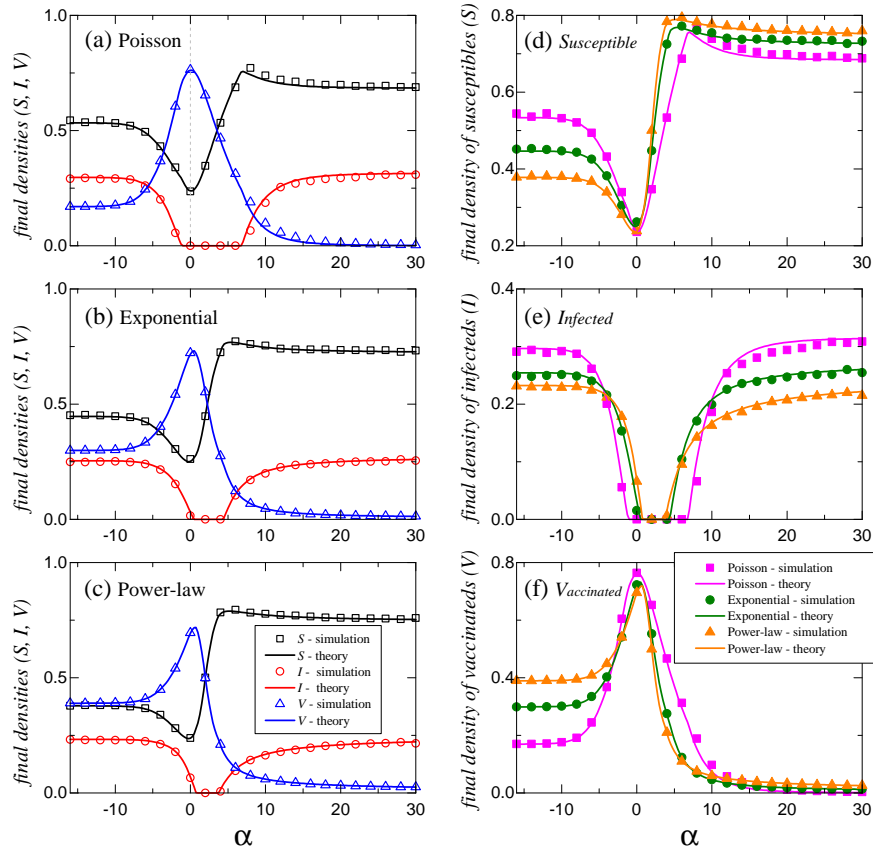 (a) Poisson
final densities (S, I, V)
1.0
0.5
0.0
-10 0 10 20 30
(b) Exponential
final densities (S, I, V)
1.0
0.5
0.0
-10 0 10 20 30
(c) Power-law
final densities (S, I, V)
1.0
0.5
0.0
S - simulation
S - theory
I - simulation
I - theory
V - simulation
V - theory
-10 0 10 20 30
α
(d) Susceptible
final density of susceptibles (S)
0.8
0.6
0.4
0.2
-10 0 10 20 30
(e) Infected
final density of infecteds (I)
0.4
0.2
0.0
-10 0 10 20 30
(f) Vaccinated
final density of vaccinateds (V)
0.8
0.4
0.0
Poisson - simulation
Poisson - theory
Exponential - simulation
Exponential - theory
Power-law - simulation
Power-law - theory
-10 0 10 20 30
α